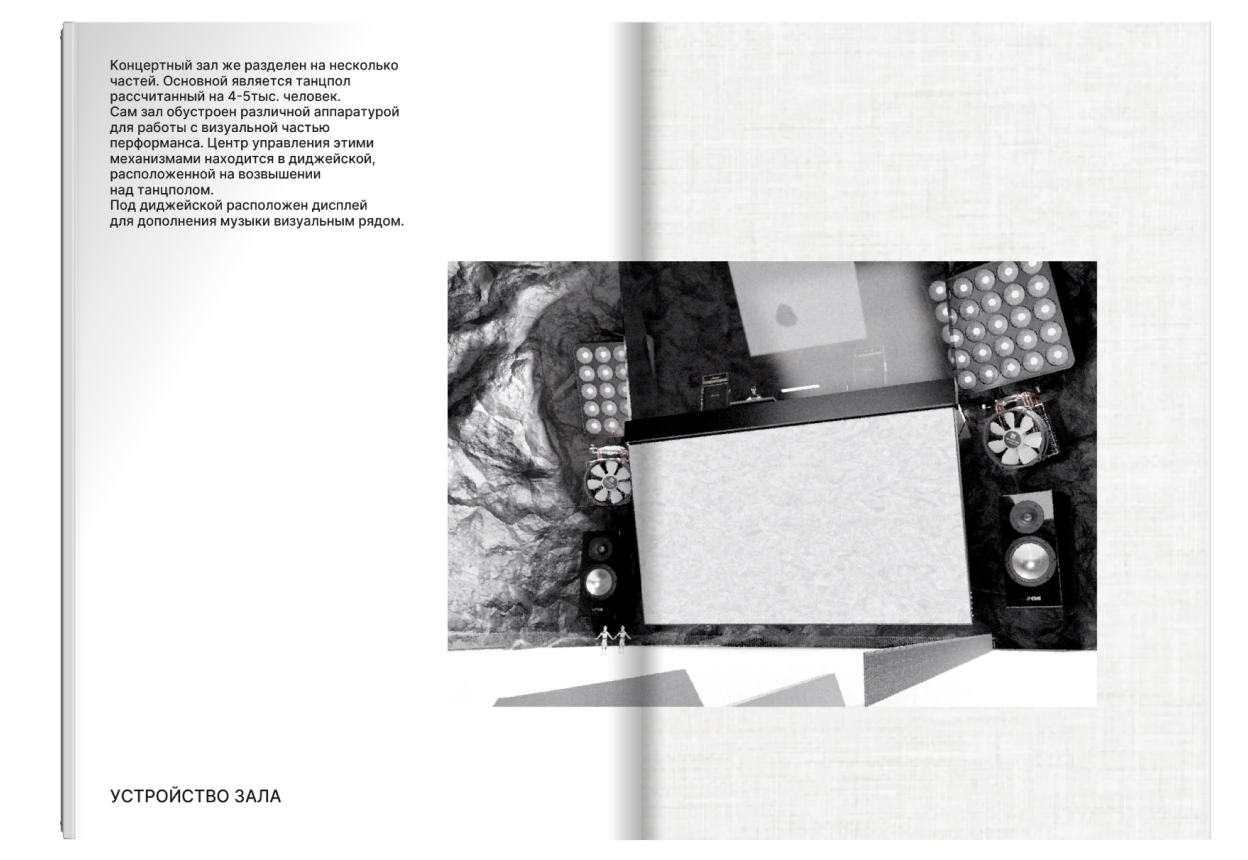 Концертный зал же разделен на несколько
частей. Основной является танцпол
рассчитанный на 4-5тыс. человек.
Сам зал обустроен различной аппаратурой
для работы с визуальной частью
перформанса. Центр управления этими
механизмами находится в диджейской,
расположенной на возвышении
над танцполом.
Под диджейской расположен дисплей
для дополнения музыки визуальным рядом.
УСТРОЙСТВО ЗАЛА